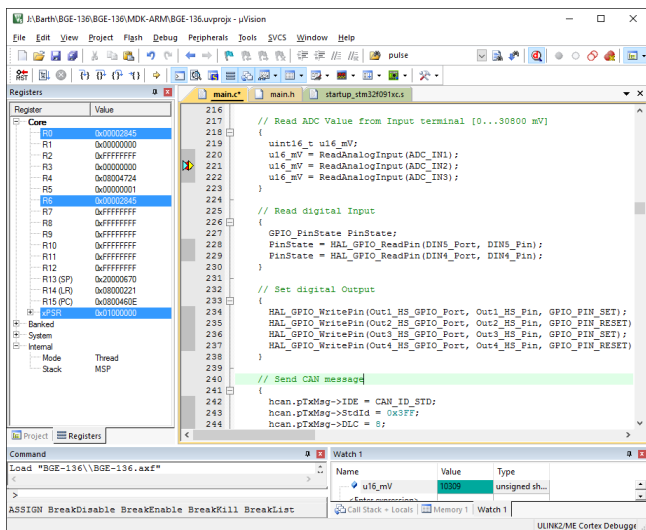 J:\Barth\BGE-136\BGE-136\MDK-ARM\BGE-136.uvprojx - µVision
File Edit View Project Flash Debug Peripherals Tools SVCS Window Help
pulse
RST
Registers
main.c* main.h startup_stm32f091xc.s
Register Value
Core
R0 0x00002845
R1 0x00000000
R2 0xFFFFFFFF
R3 0x00000000
R4 0x08004724
R5 0x00000001
R6 0x00002845
R7 0xFFFFFFFF
R8 0xFFFFFFFF
R9 0xFFFFFFFF
R10 0xFFFFFFFF
R11 0xFFFFFFFF
R12 0xFFFFFFFF
R13 (SP) 0x20000670
R14 (LR) 0x08000221
R15 (PC) 0x0800460E
xPSR 0x01000000
Banked
System
Internal
Mode Thread
Stack MSP
Project Registers
216
217 // Read ADC Value from Input terminal [0...30800 mV]
218 {
219 uint16_t u16_mV;
220 u16_mV = ReadAnalogInput(ADC_IN1);
221 u16_mV = ReadAnalogInput(ADC_IN2);
222 u16_mV = ReadAnalogInput(ADC_IN3);
223 }
224
225 // Read digital Input
226 {
227 GPIO_PinState PinState;
228 PinState = HAL_GPIO_ReadPin(DIN5_Port, DIN5_Pin);
229 PinState = HAL_GPIO_ReadPin(DIN4_Port, DIN4_Pin);
230 }
231
232 // Set digital Output
233 {
234 HAL_GPIO_WritePin(Out1_HS_GPIO_Port, Out1_HS_Pin, GPIO_PIN_SET);
235 HAL_GPIO_WritePin(Out2_HS_GPIO_Port, Out2_HS_Pin, GPIO_PIN_RESET)
236 HAL_GPIO_WritePin(Out3_HS_GPIO_Port, Out3_HS_Pin, GPIO_PIN_SET);
237 HAL_GPIO_WritePin(Out4_HS_GPIO_Port, Out4_HS_Pin, GPIO_PIN_RESET)
238 }
239
240 // Send CAN message
241 {
242 hcan.pTxMsg->IDE = CAN_ID_STD;
243 hcan.pTxMsg->StdId = 0x3FF;
244 hcan.pTxMsg->DLC = 8;
Command
Load "BGE-136\\BGE-136.axf"
>
ASSIGN BreakDisable BreakEnable BreakKill BreakList
Watch 1
Name Value Type
u16_mV 10309 unsigned sh...
<Enter expression>
Call Stack + Locals Memory 1 Watch 1
ULINK2/ME Cortex Debugger